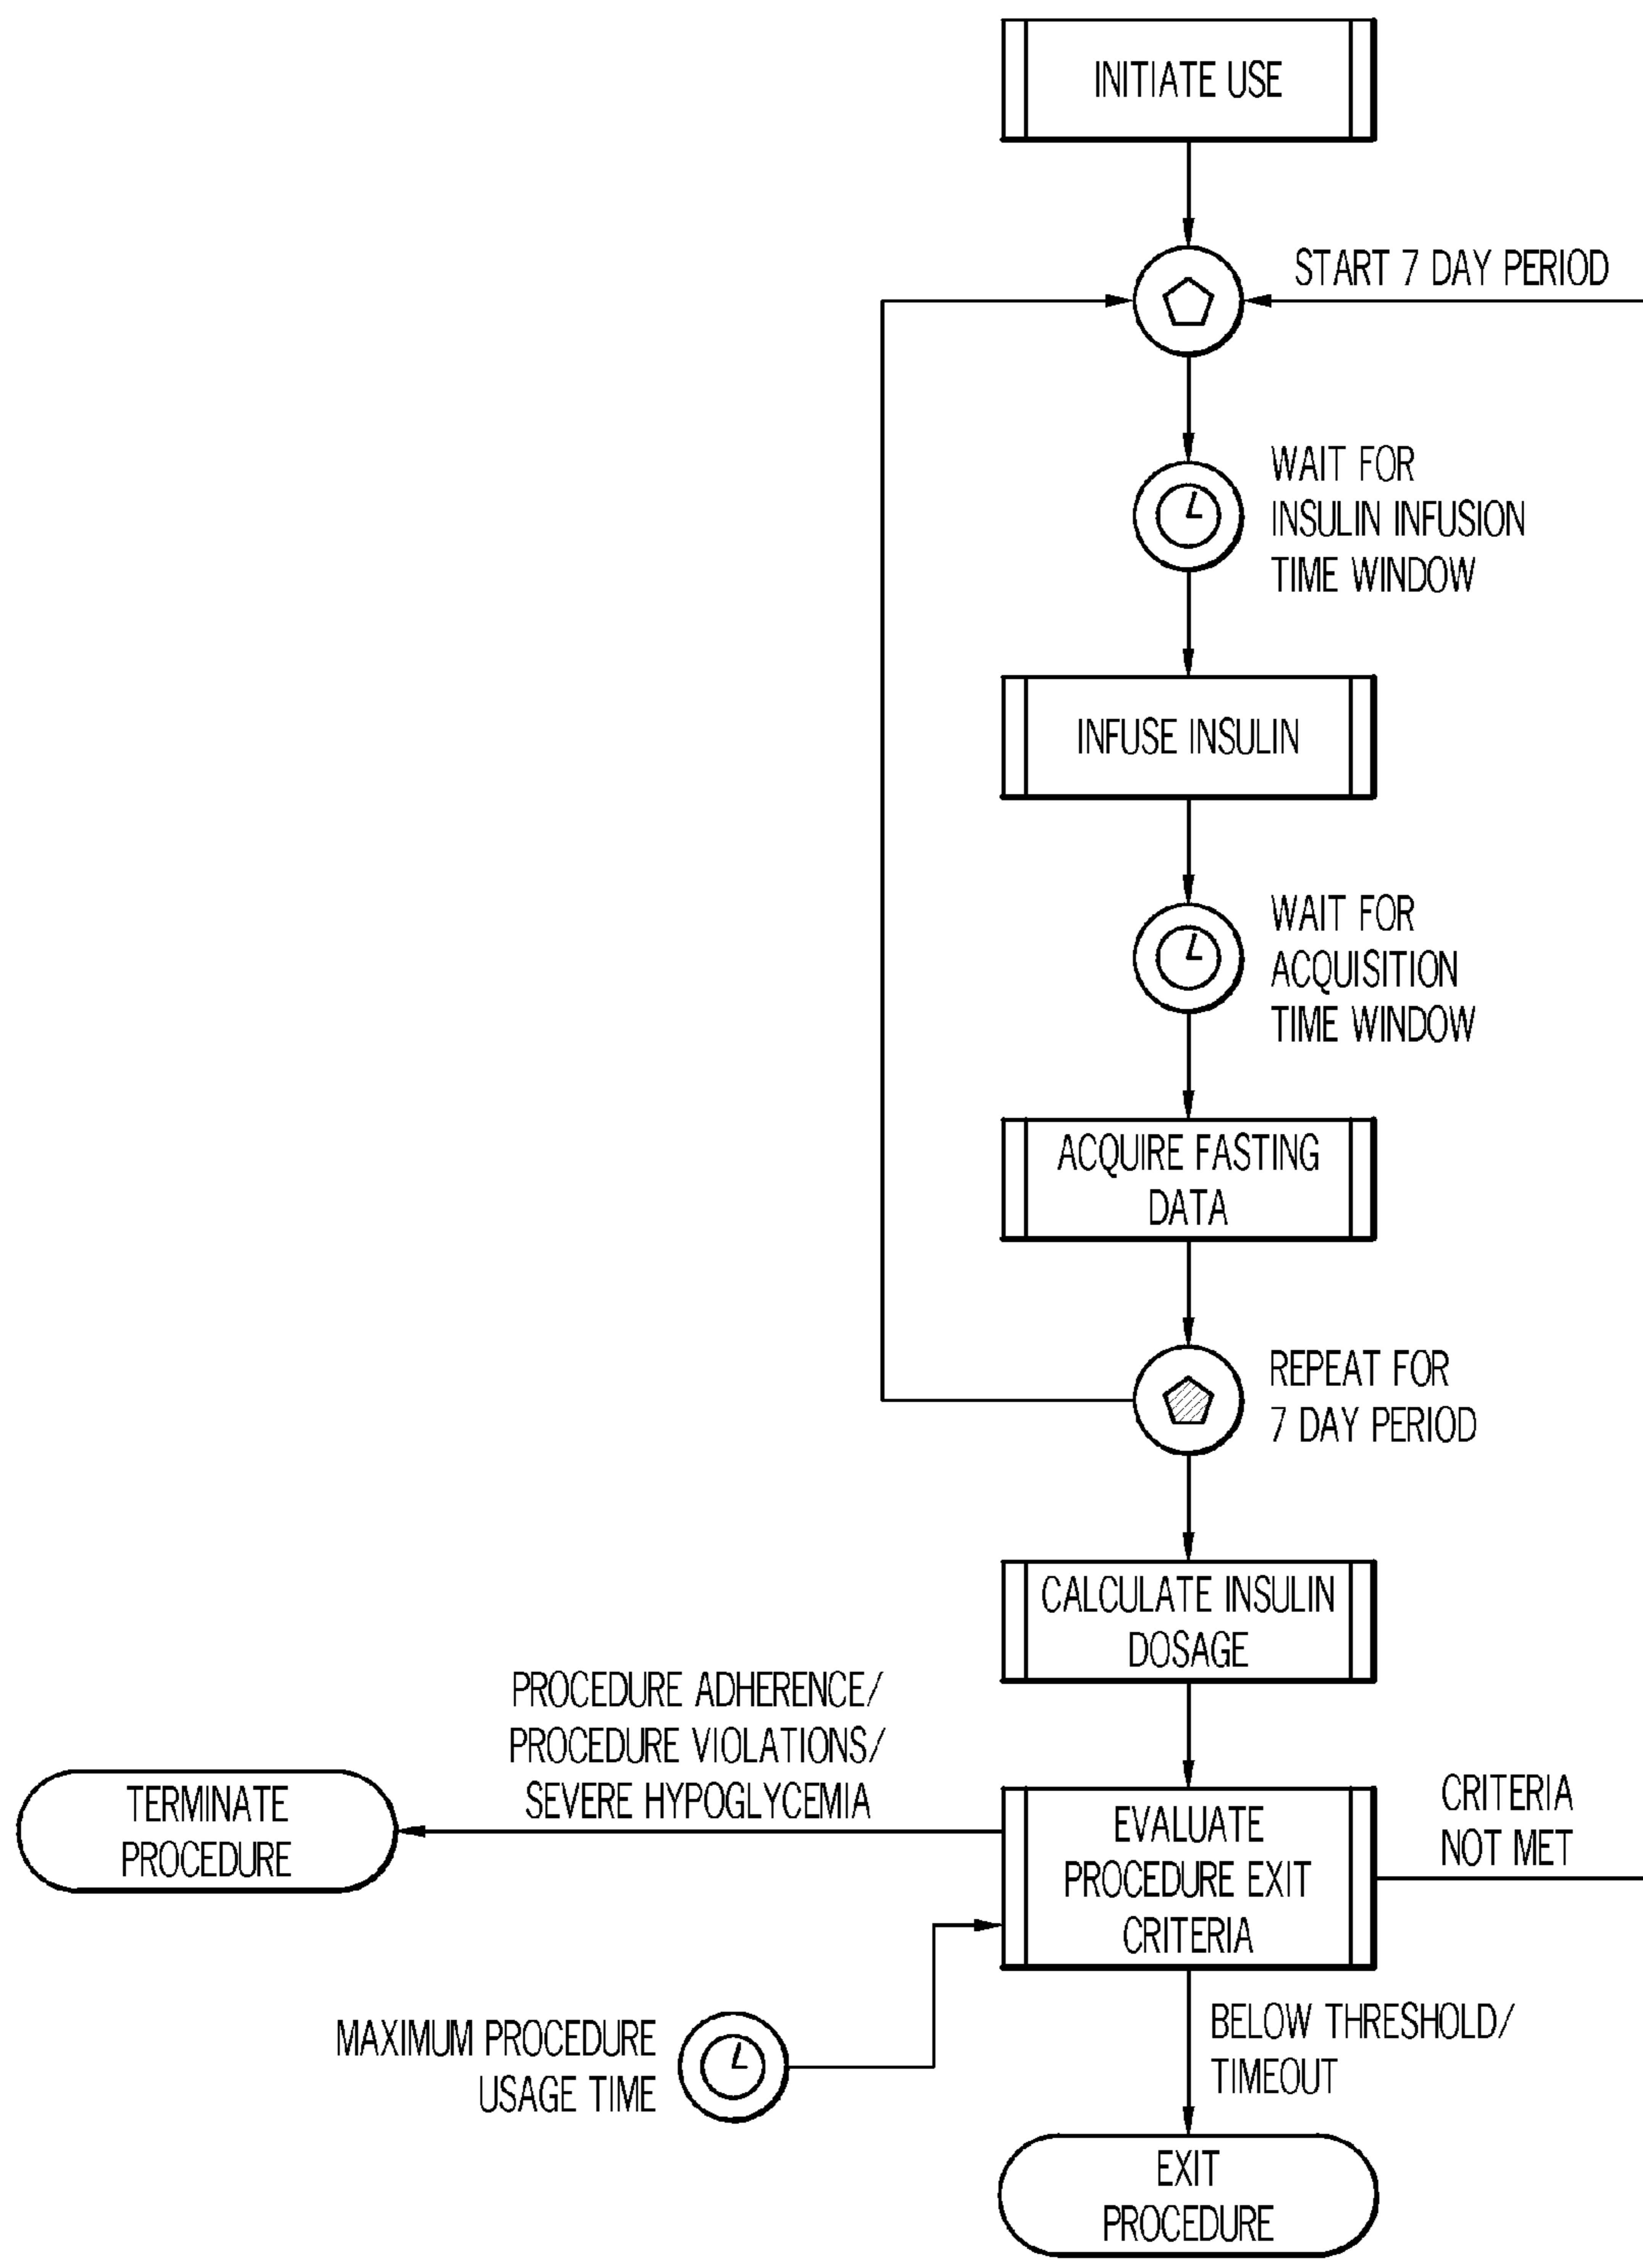 INITIATE USE
START 7 DAY PERIOD
WAIT FOR
INSULIN INFUSION
TIME WINDOW
INFUSE INSULIN
WAIT FOR
ACQUISITION
TIME WINDOW
ACQUIRE FASTING
DATA
REPEAT FOR
7 DAY PERIOD
CALCULATE INSULIN
DOSAGE
PROCEDURE ADHERENCE/
PROCEDURE VIOLATIONS/
SEVERE HYPOGLYCEMIA
TERMINATE
PROCEDURE
EVALUATE
PROCEDURE EXIT
CRITERIA
CRITERIA
NOT MET
MAXIMUM PROCEDURE
USAGE TIME
BELOW THRESHOLD/
TIMEOUT
EXIT
PROCEDURE